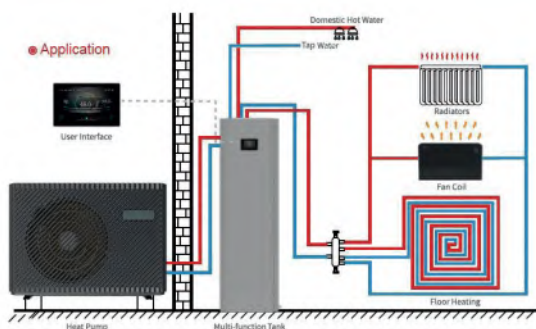 Domestic Hot Water
Tap Water
Application
User Interface
Radiators
Fan Coil
Floor Heating
Heat Pump
Multi-function Tank